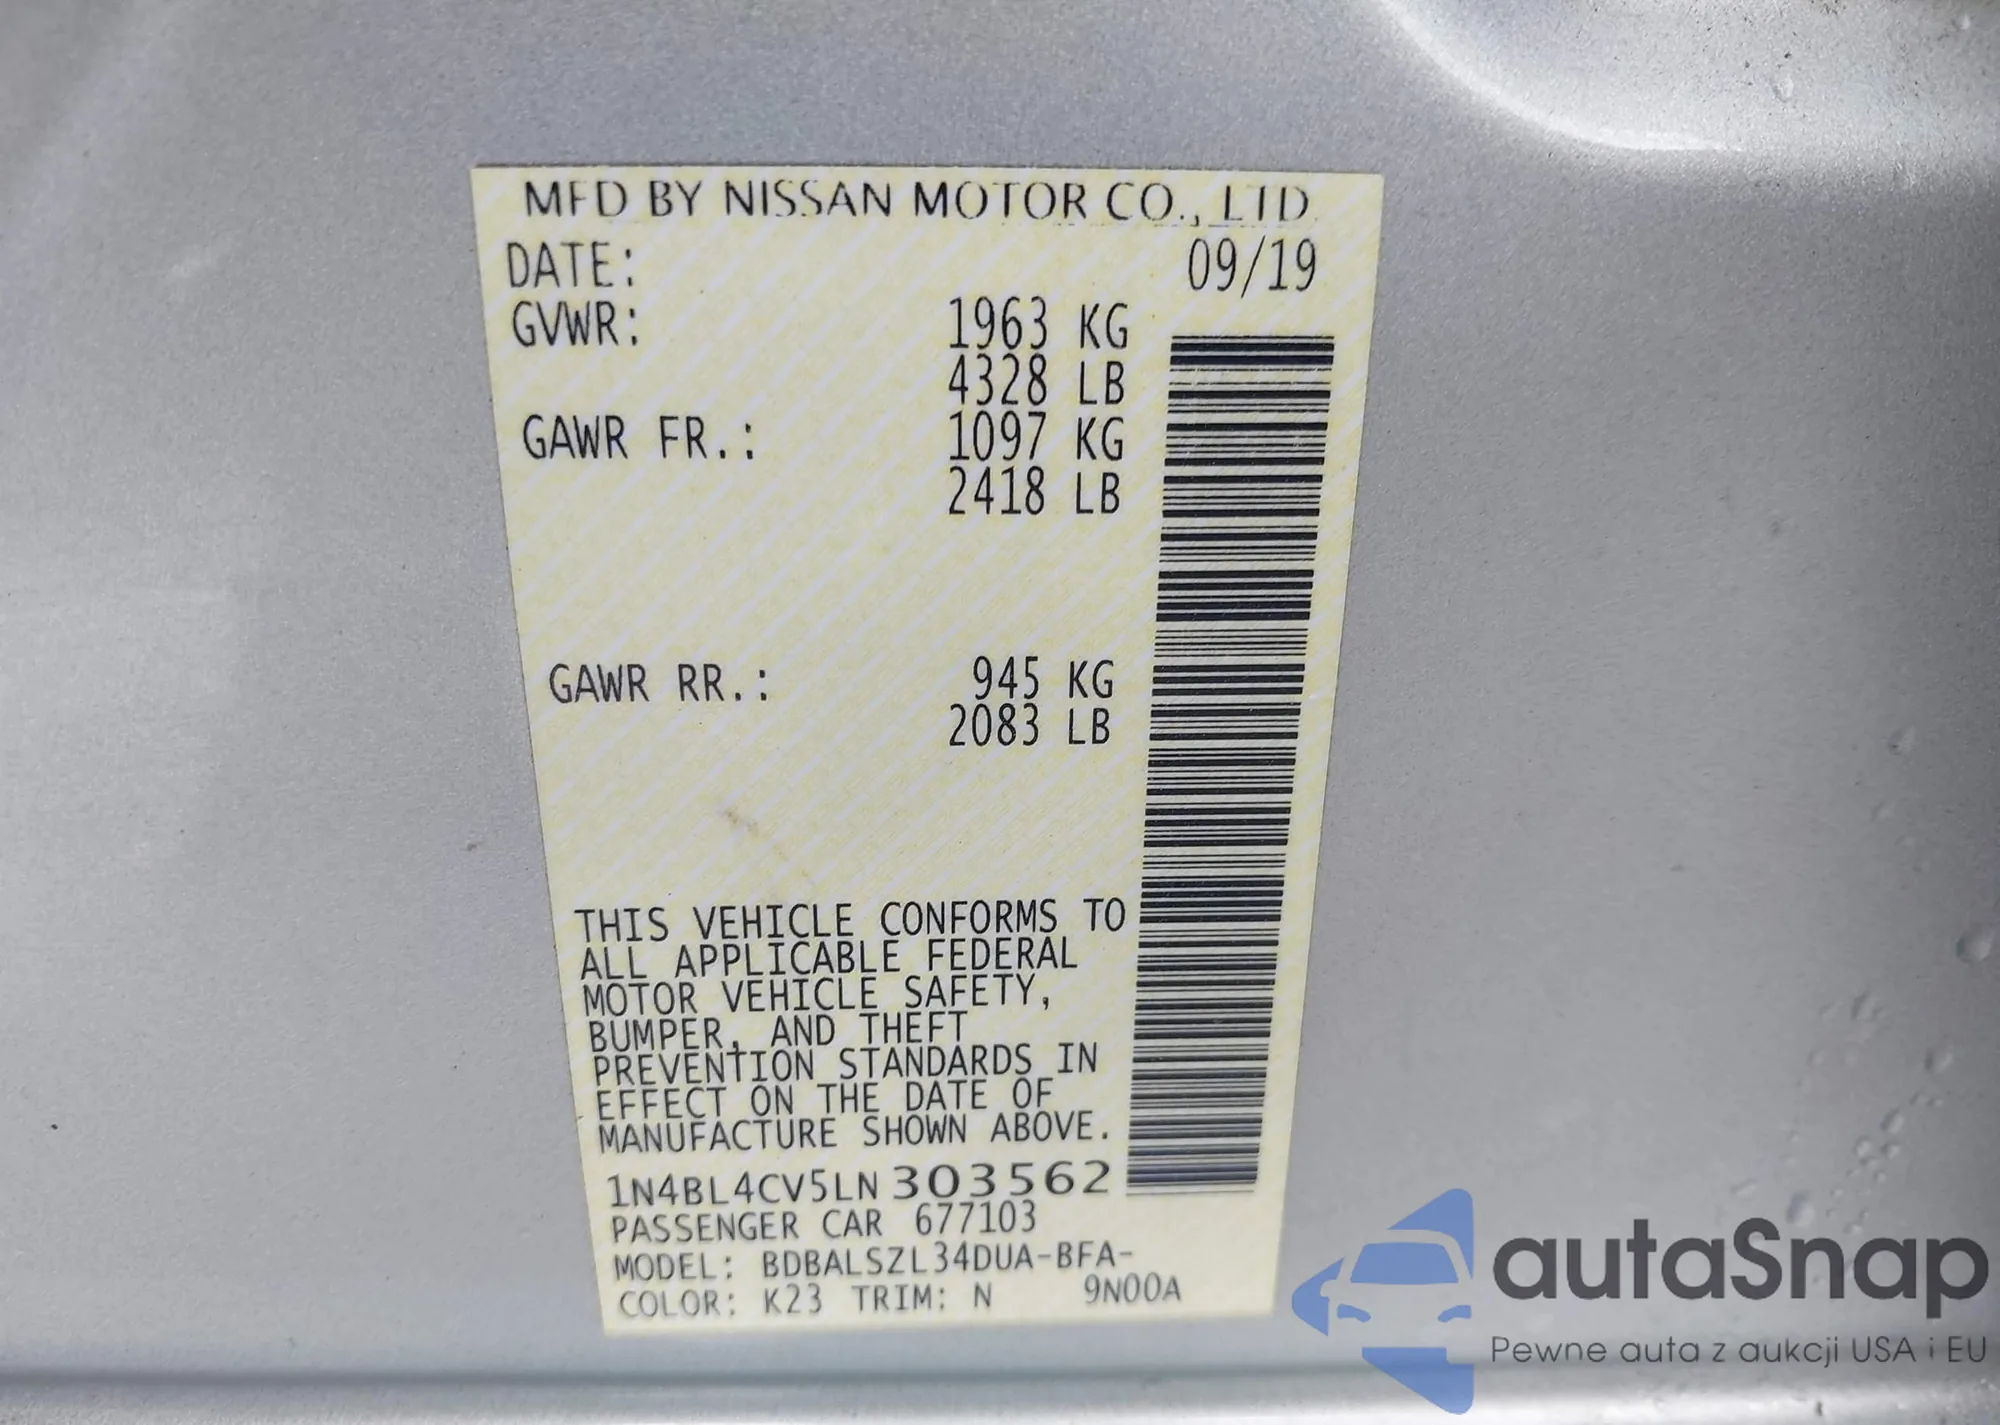 MFD BY NISSAN MOTOR CO., LTD.
DATE: 09/19
GVWR: 1963 KG
4328 LB
GAWR FR.: 1097 KG
2418 LB
GAWR RR.: 945 KG
2083 LB
THIS VEHICLE CONFORMS TO
ALL APPLICABLE FEDERAL
MOTOR VEHICLE SAFETY,
BUMPER, AND THEFT
PREVENTION STANDARDS IN
EFFECT ON THE DATE OF
MANUFACTURE SHOWN ABOVE.
1N4BL4CV5LN303562
PASSENGER CAR 677103
MODEL: BDBALSZL34DUA-BFA-
COLOR: K23 TRIM: N 9N00A
autaSnap
Pewne auta z aukcji USA i EU